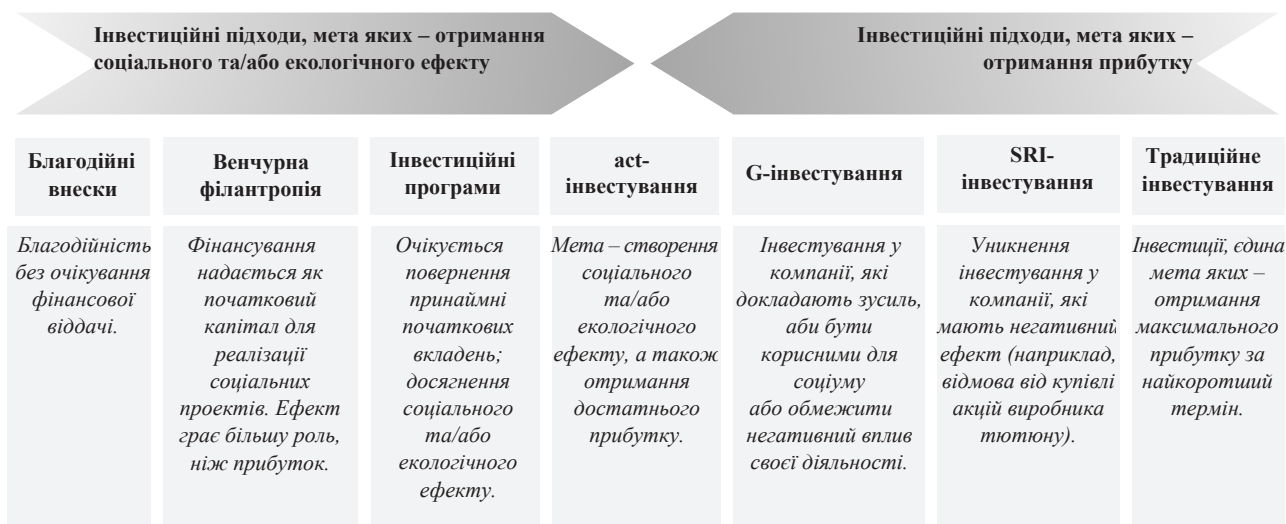 Інвестиційні підходи, мета яких – отримання
соціального та/або екологічного ефекту
Інвестиційні підходи, мета яких –
отримання прибутку
Благодійні
внески
Венчурна
філантропія
Інвестиційні
програми
act-
інвестування
G-інвестування
SRI-
інвестування
Традиційне
інвестування
Благодійність
без очікування
фінансової
віддачі.
Фінансування
надається як
початковий
капітал для
реалізації
соціальних
проектів. Ефект
грає більшу роль,
ніж прибуток.
Очікується
повернення
принаймні
початкових
вкладень;
досягнення
соціального
та/або
екологічного
ефекту.
Мета – створення
соціального
та/або
екологічного
ефекту, а також
отримання
достатнього
прибутку.
Інвестування у
компанії, які
докладають зусиль,
аби бути
корисними для
соціуму
або обмежити
негативний вплив
своєї діяльності.
Уникнення
інвестування у
компанії, які
мають негативний
ефект (наприклад,
відмова від купівлі
акцій виробника
тютюну).
Інвестиції, єдина
мета яких –
отримання
максимального
прибутку за
найкоротший
термін.